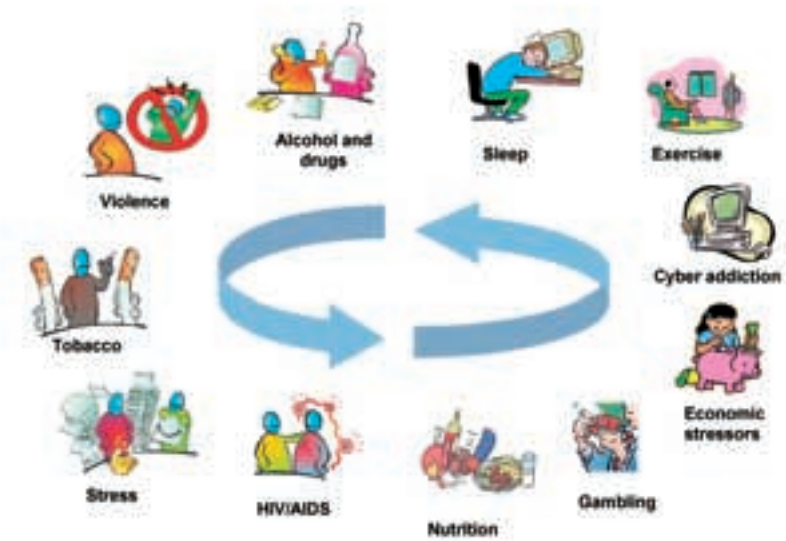 Alcohol and
drugs
Sleep
Exercise
Violence
Cyber addiction
Tobacco
Economic
stressors
Stress
HIV/AIDS
Gambling
Nutrition